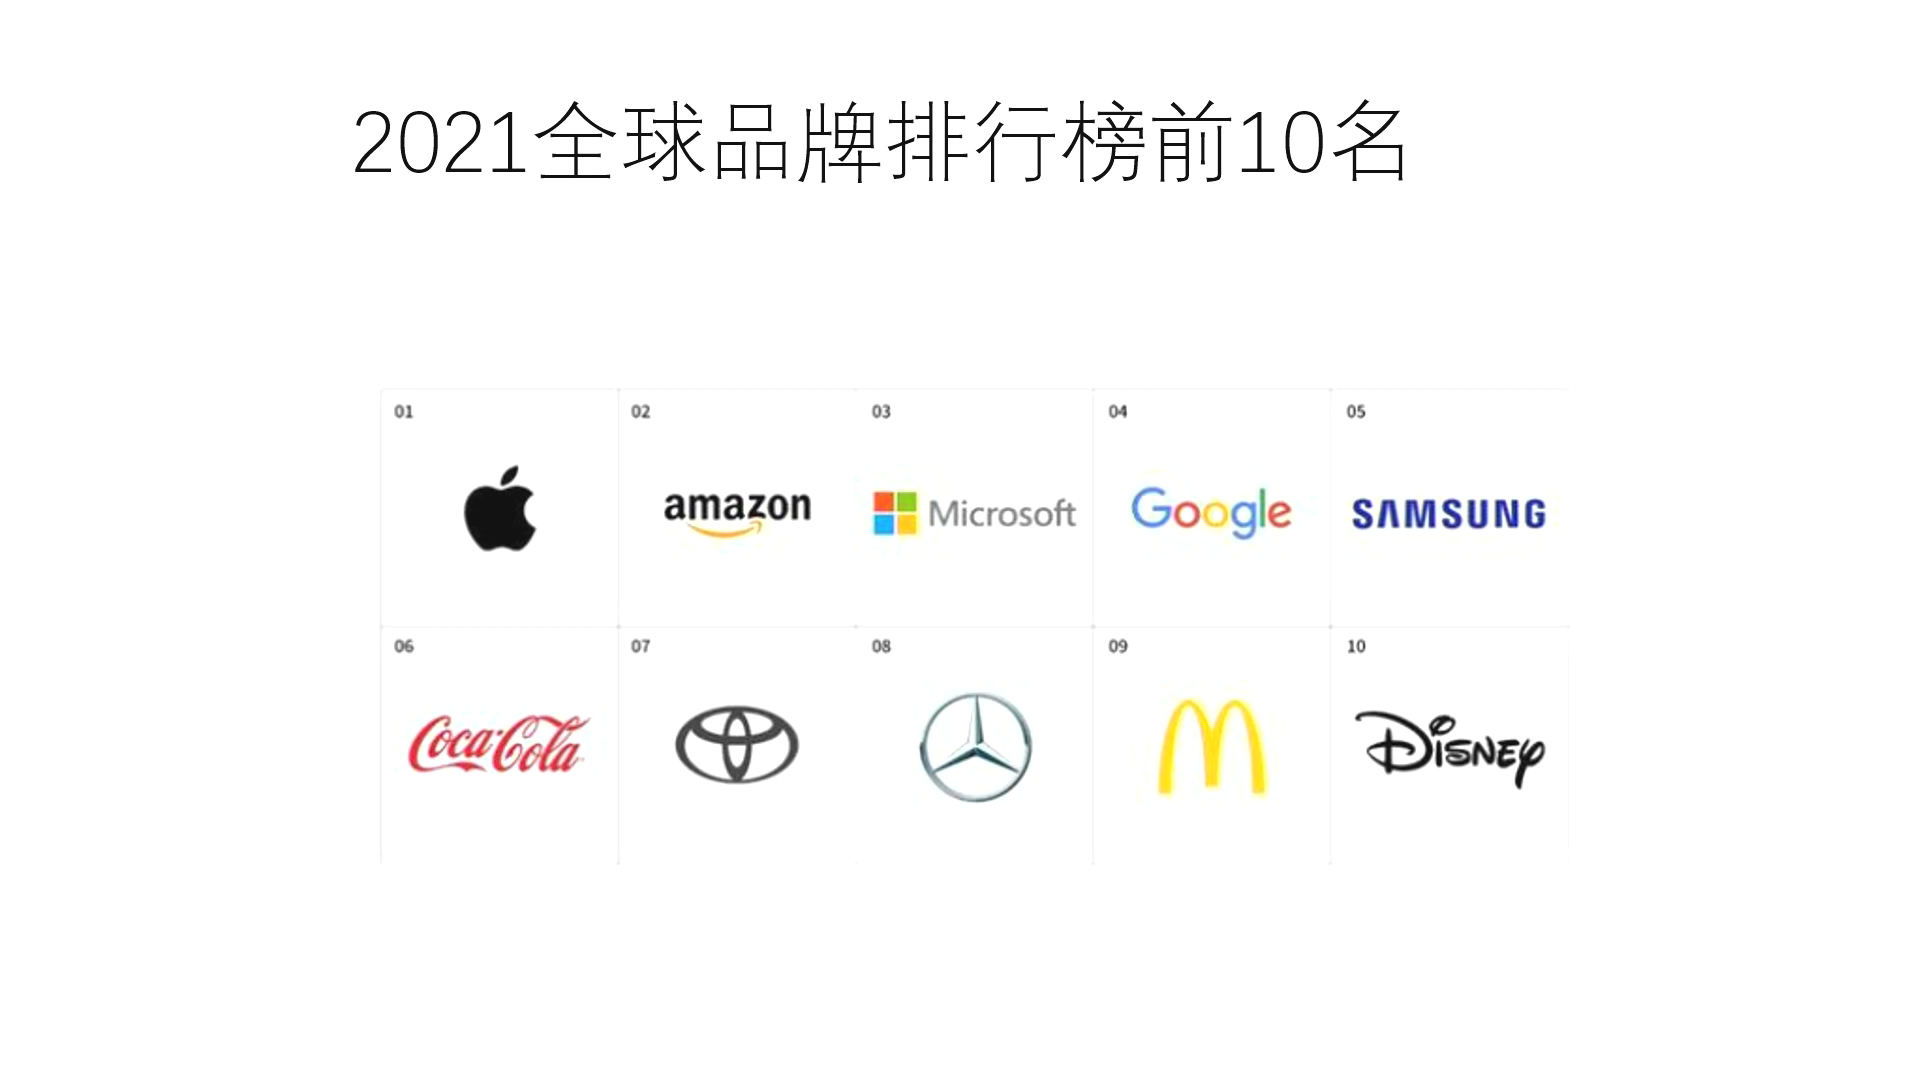 2021全球品牌排行榜前10名
01
02
03
04
05
amazon
Microsoft
Google
SAMSUNG
06
07
08
09
10
Coca-Cola
Disney